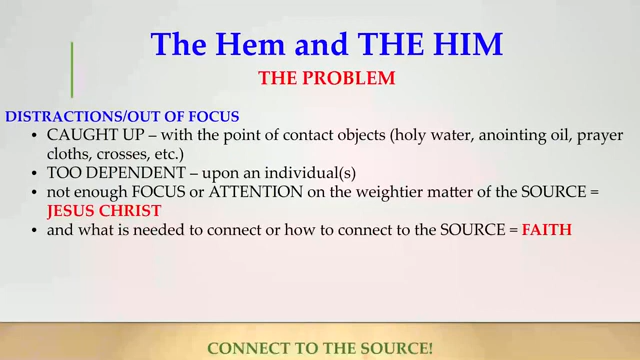 The Hem and THE HIM
THE PROBLEM
DISTRACTIONS/OUT OF FOCUS
• CAUGHT UP – with the point of contact objects (holy water, anointing oil, prayer
cloths, crosses, etc.)
• TOO DEPENDENT – upon an individual(s)
• not enough FOCUS or ATTENTION on the weightier matter of the SOURCE =
JESUS CHRIST
• and what is needed to connect or how to connect to the SOURCE = FAITH
CONNECT TO THE SOURCE!